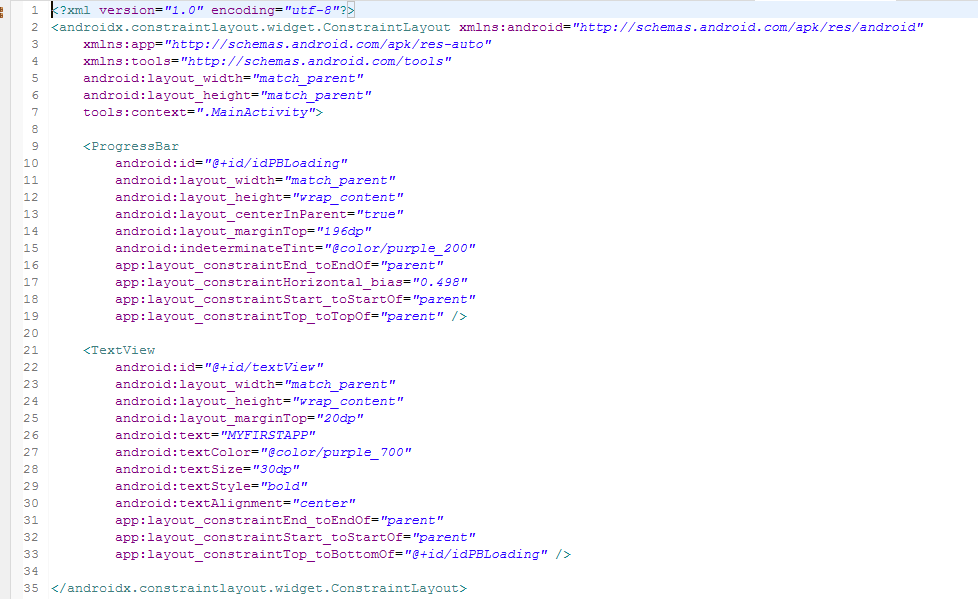 1 <?xml version="1.0" encoding="utf-8"?>
2 <androidx.constraintlayout.widget.ConstraintLayout xmlns:android="http://schemas.android.com/apk/res/android"
3     xmlns:app="http://schemas.android.com/apk/res-auto"
4     xmlns:tools="http://schemas.android.com/tools"
5     android:layout_width="match_parent"
6     android:layout_height="match_parent"
7     tools:context=".MainActivity">
8
9     <ProgressBar
10         android:id="@+id/idPBLoading"
11         android:layout_width="match_parent"
12         android:layout_height="wrap_content"
13         android:layout_centerInParent="true"
14         android:layout_marginTop="196dp"
15         android:indeterminateTint="@color/purple_200"
16         app:layout_constraintEnd_toEndOf="parent"
17         app:layout_constraintHorizontal_bias="0.498"
18         app:layout_constraintStart_toStartOf="parent"
19         app:layout_constraintTop_toTopOf="parent" />
20
21     <TextView
22         android:id="@+id/textView"
23         android:layout_width="match_parent"
24         android:layout_height="wrap_content"
25         android:layout_marginTop="20dp"
26         android:text="MYFIRSTAPP"
27         android:textColor="@color/purple_700"
28         android:textSize="30dp"
29         android:textStyle="bold"
30         android:textAlignment="center"
31         app:layout_constraintEnd_toEndOf="parent"
32         app:layout_constraintStart_toStartOf="parent"
33         app:layout_constraintTop_toBottomOf="@+id/idPBLoading" />
34
35 </androidx.constraintlayout.widget.ConstraintLayout>